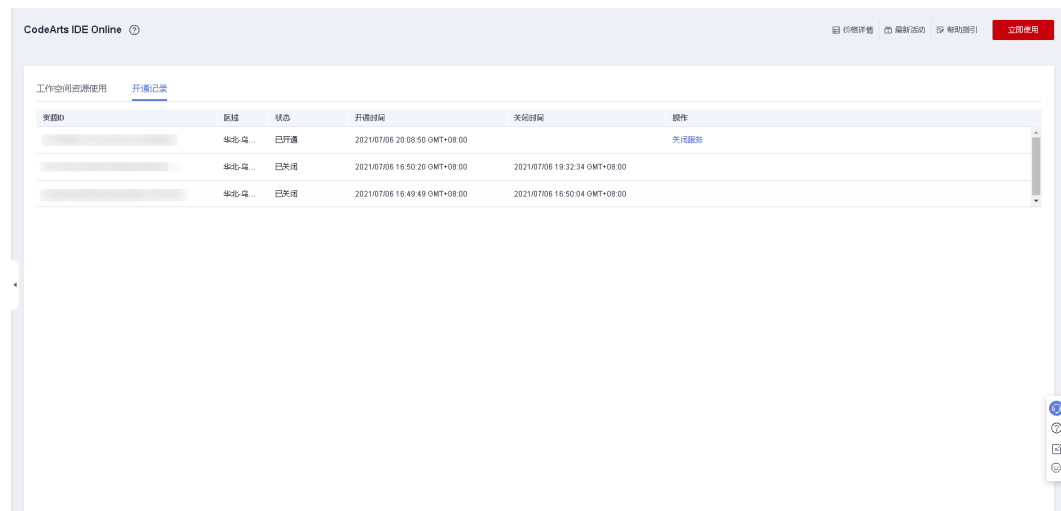 CodeArts IDE Online
价格详情 最新活动 帮助指引 立即使用
工作空间资源使用 开通记录
资源ID 区域 状态 开通时间 关闭时间 操作
华北-乌... 已开通 2021/07/06 20:08:50 GMT+08:00 关闭服务
华北-乌... 已关闭 2021/07/06 16:50:20 GMT+08:00 2021/07/06 19:32:34 GMT+08:00
华北-乌... 已关闭 2021/07/06 16:49:49 GMT+08:00 2021/07/06 16:50:04 GMT+08:00